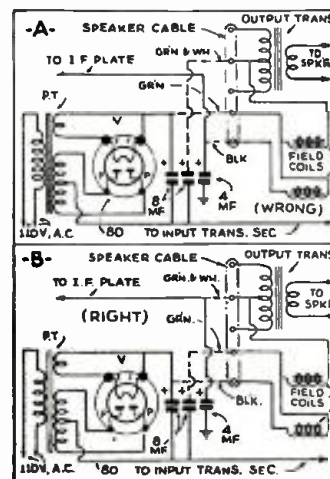 -A-
SPEAKER CABLE
OUTPUT TRANS.
GRN & WH.
TO I.F. PLATE
TO SPKR.
GRN
P.T.
V
P P
+ + +
BLK
FIELD COILS
8 MF
4 MF
(WRONG)
110V, A.C.
80
TO INPUT TRANS. SEC.
-B-
SPEAKER CABLE
OUTPUT TRANS.
TO I.F. PLATE
GRN & WH.
TO SPKR.
(RIGHT)
GRN.
P.T.
V
P P
+ + +
BLK.
FIELD COILS
8 MF
4 MF
110V, A.C.
80
TO INPUT TRANS. SEC.